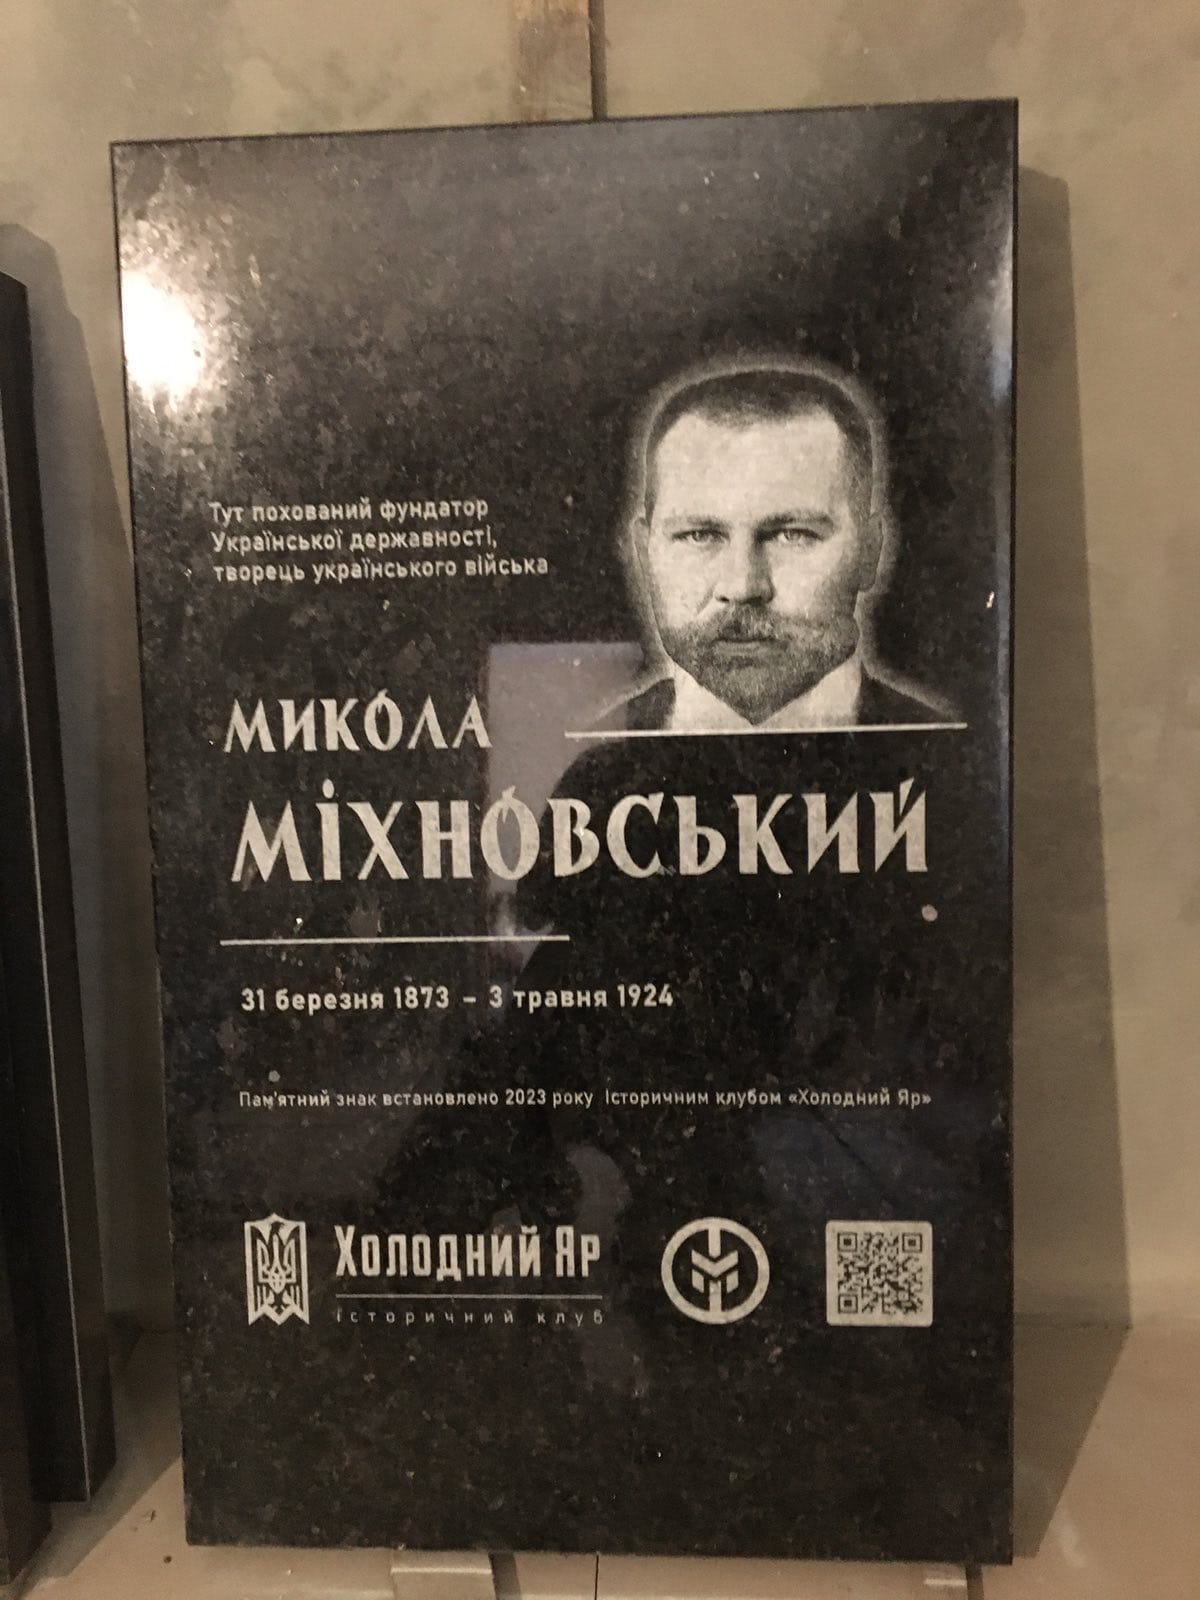 Тут похований фундатор
Української державності,
творець українського війська
МИКОЛА
МІХНОВСЬКИЙ
31 березня 1873 – 3 травня 1924
Пам'ятний знак встановлено 2023 року Історичним клубом «Холодний Яр»
Холодний Яр
історичний клуб